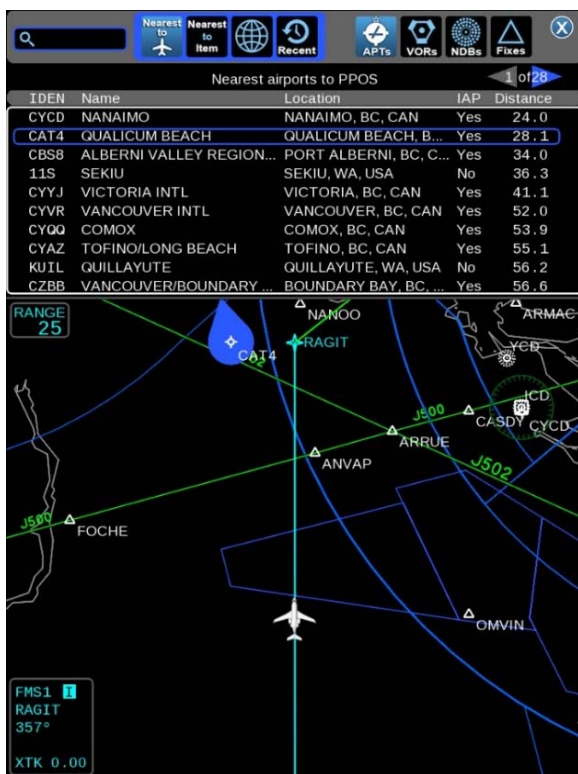 Nearest to
Nearest to Item
Recent
APTs
VORs
NDBs
Fixes
X
Nearest airports to PPOS
1 of 28
IDEN Name Location IAP Distance
CYCD NANAIMO NANAIMO, BC, CAN Yes 24.0
CAT4 QUALICUM BEACH QUALICUM BEACH, B... Yes 28.1
CBS8 ALBERNI VALLEY REGION... PORT ALBERNI, BC, C... Yes 34.0
11S SEKIU SEKIU, WA, USA No 36.3
CYYJ VICTORIA INTL VICTORIA, BC, CAN Yes 41.1
CYVR VANCOUVER INTL VANCOUVER, BC, CAN Yes 52.0
CYQQ COMOX COMOX, BC, CAN Yes 53.9
CYAZ TOFINO/LONG BEACH TOFINO, BC, CAN Yes 55.1
KUIL QUILLAYUTE QUILLAYUTE, WA, USA No 56.2
CZBB VANCOUVER/BOUNDARY ... BOUNDARY BAY, BC, ... Yes 56.6
RANGE
25
NANOO
ARMAC
RAGIT
YCD
CAT4
ICD
J500
CASDY
CYCD
ARRUE
ANVAP
J502
J500
FOCHE
OMVIN
FMS1 I
RAGIT
357°
XTK 0.00